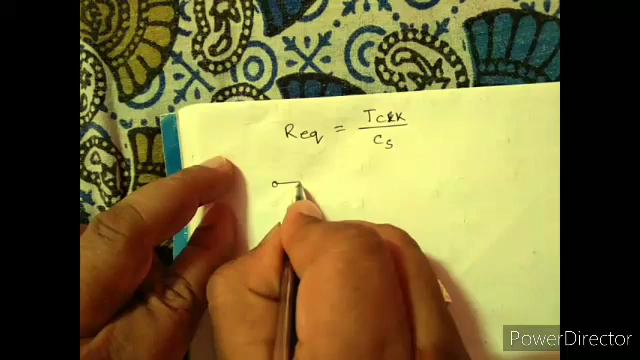 Req = TCLK / Cs
PowerDirector